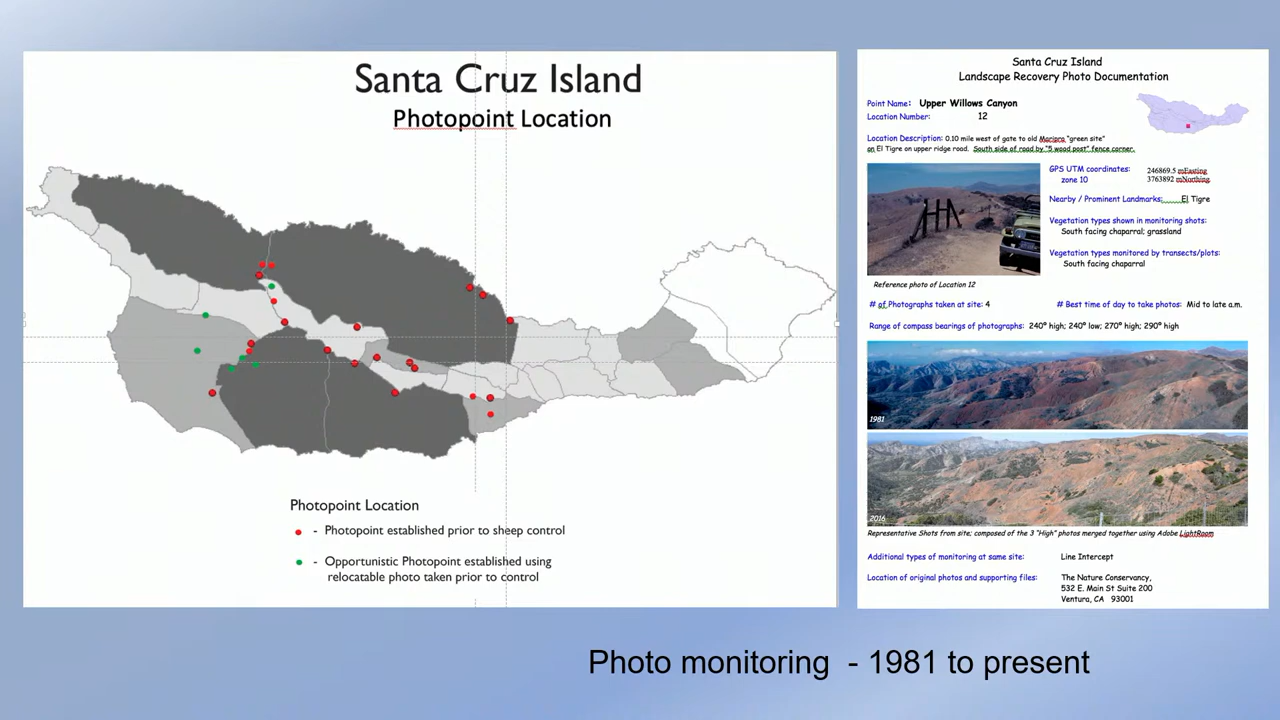 Santa Cruz Island
Photopoint Location
Photopoint Location
- Photopoint established prior to sheep control
- Opportunistic Photopoint established using
relocatable photo taken prior to control
Santa Cruz Island
Landscape Recovery Photo Documentation
Point Name: Upper Willows Canyon
Location Number: 12
Location Description: 0.10 mile west of gate to old Maripro "green site"
on El Tigre on upper ridge road. South side of road by "5 wood post" fence corner.
GPS UTM coordinates: 246869.5 mEasting
zone 10 3763892 mNorthing
Nearby / Prominent Landmarks: El Tigre
Vegetation types shown in monitoring shots:
South facing chaparral; grassland
Vegetation types monitored by transects/plots:
South facing chaparral
Reference photo of Location 12
# of Photographs taken at site: 4 # Best time of day to take photos: Mid to late a.m.
Range of compass bearings of photographs: 240º high; 240º low; 270º high; 290º high
1981
2016
Representative Shots from site; composed of the 3 "High" photos merged together using Adobe LightRoom
Additional types of monitoring at same site: Line Intercept
Location of original photos and supporting files: The Nature Conservancy,
532 E. Main St Suite 200
Ventura, CA 93001
Photo monitoring - 1981 to present